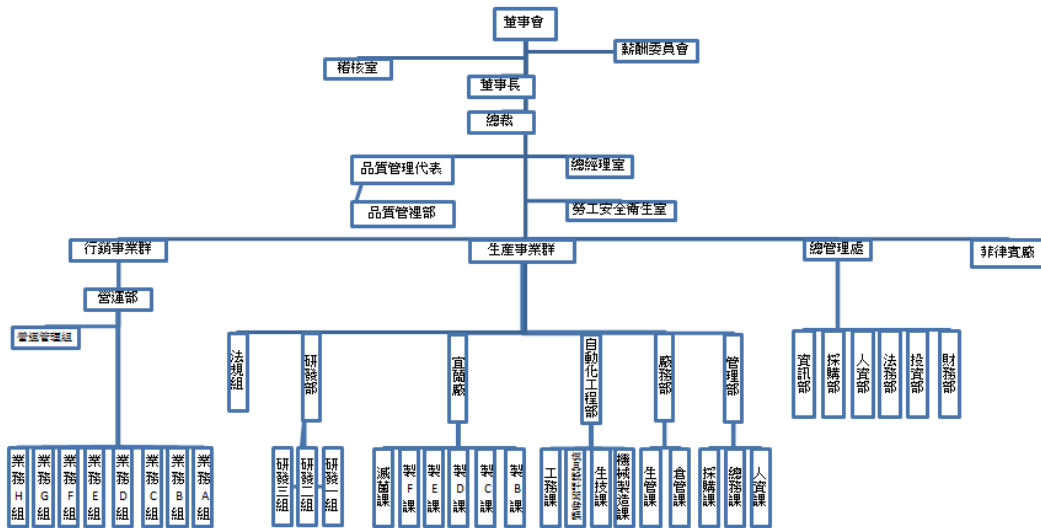 董事會
薪酬委員會
稽核室
董事長
總裁
品質管理代表
總經理室
品質管理部
勞工安全衛生室
行銷事業群
生產事業群
總管理處
菲律賓廠
營運部
營運管理組
法規組
研發部
宜蘭廠
自動化工程部
廠務部
管理部
資訊部
採購部
人資部
法務部
投資部
財務部
業務H組
業務G組
業務F組
業務E組
業務D組
業務C組
業務B組
業務A組
研發三組
研發二組
研發一組
滅菌課
製F課
製E課
製D課
製C課
製B課
工務課
生技課
機械製造課
生管課
倉管課
採購課
總務課
人資課